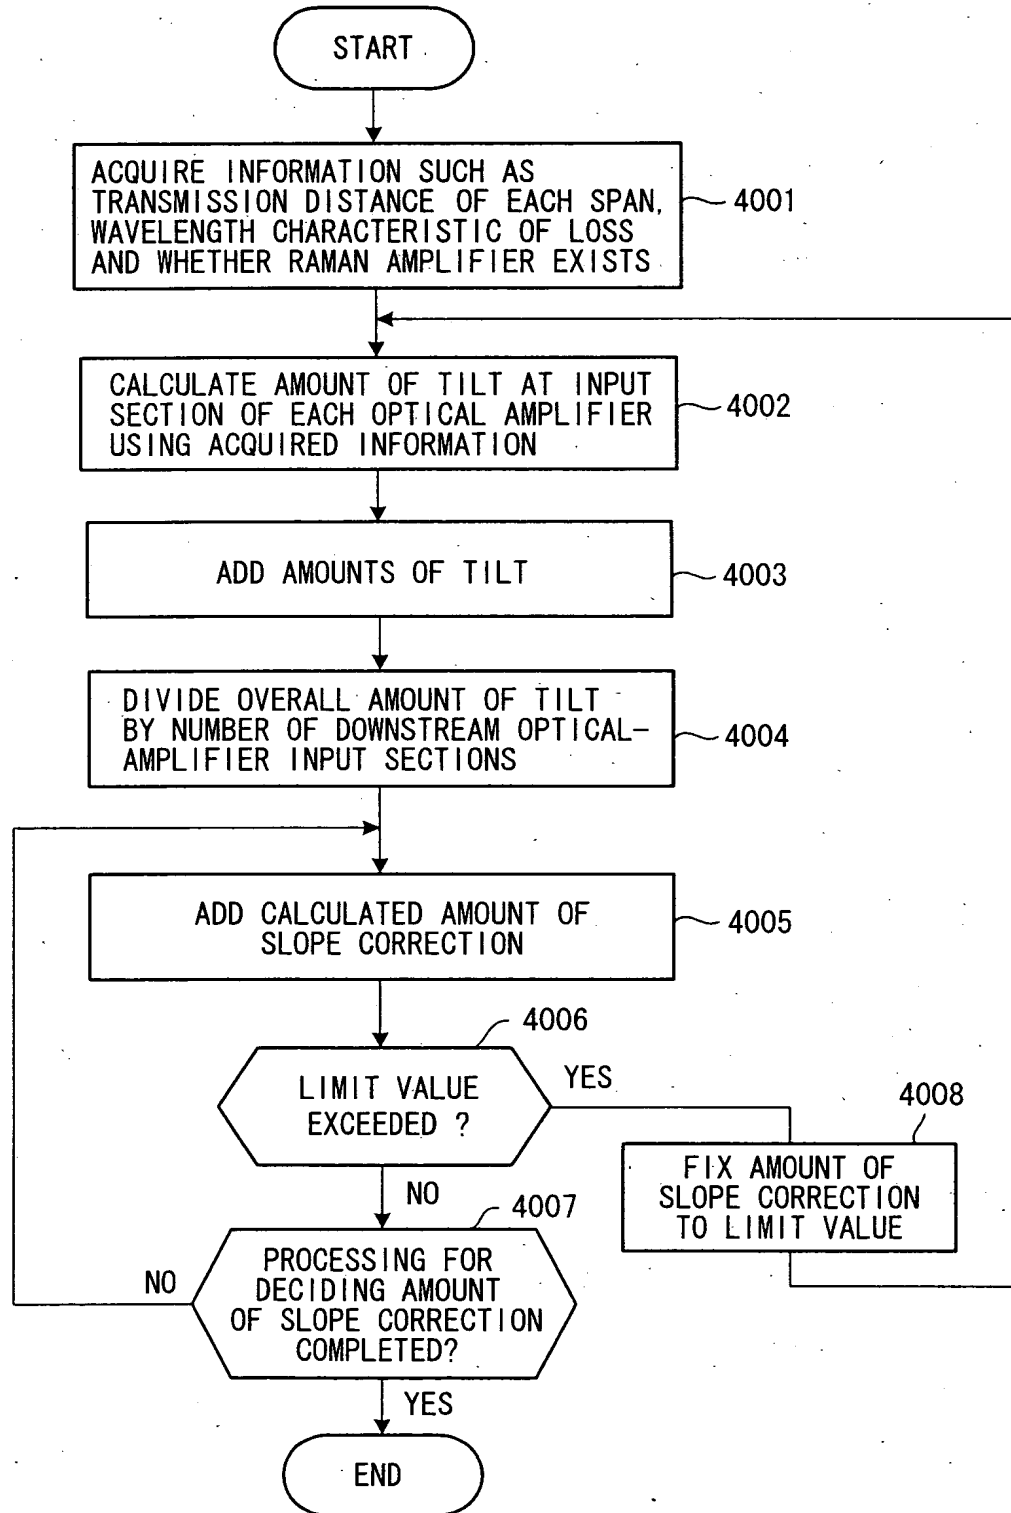 START
ACQUIRE INFORMATION SUCH AS
TRANSMISSION DISTANCE OF EACH SPAN,
WAVELENGTH CHARACTERISTIC OF LOSS
AND WHETHER RAMAN AMPLIFIER EXISTS
4001
CALCULATE AMOUNT OF TILT AT INPUT
SECTION OF EACH OPTICAL AMPLIFIER
USING ACQUIRED INFORMATION
4002
ADD AMOUNTS OF TILT
4003
DIVIDE OVERALL AMOUNT OF TILT
BY NUMBER OF DOWNSTREAM OPTICAL-
AMPLIFIER INPUT SECTIONS
4004
ADD CALCULATED AMOUNT OF
SLOPE CORRECTION
4005
4006
LIMIT VALUE
EXCEEDED ?
YES
4008
FIX AMOUNT OF
SLOPE CORRECTION
TO LIMIT VALUE
NO
4007
PROCESSING FOR
DECIDING AMOUNT
OF SLOPE CORRECTION
COMPLETED?
NO
YES
END